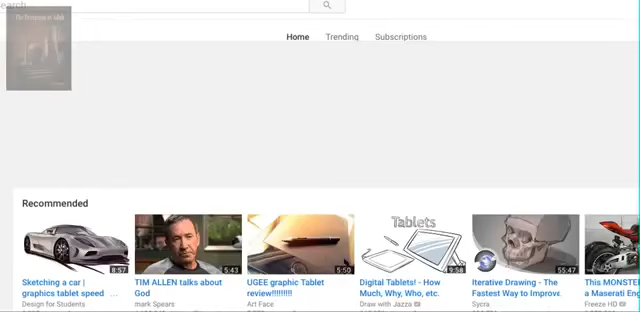 earch
Home Trending Subscriptions
Recommended
Tablets
8:57
5:43
5:50
9:58
55:47
Sketching a car |
graphics tablet speed ...
Design for Students
TIM ALLEN talks about
God
mark Spears
UGEE graphic Tablet
review!!!!!!!!!
Art Face
Digital Tablets! - How
Much, Why, Who, etc.
Draw with Jazza
Iterative Drawing - The
Fastest Way to Improve
Sycra
This MONSTER
a Maserati Eng
Freeze HD